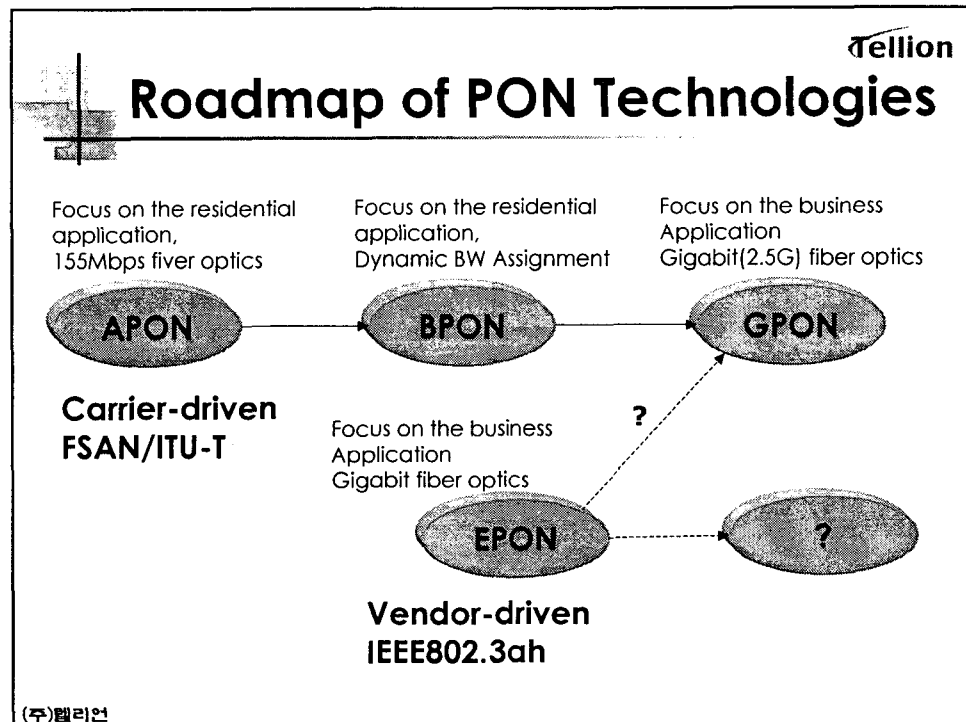 Tellion
Roadmap of PON Technologies
Focus on the residential
application,
155Mbps fiver optics
Focus on the residential
application,
Dynamic BW Assignment
Focus on the business
Application
Gigabit(2.5G) fiber optics
APON
BPON
GPON
Carrier-driven
FSAN/ITU-T
?
Focus on the business
Application
Gigabit fiber optics
EPON
?
Vendor-driven
IEEE802.3ah
(주)텔리언